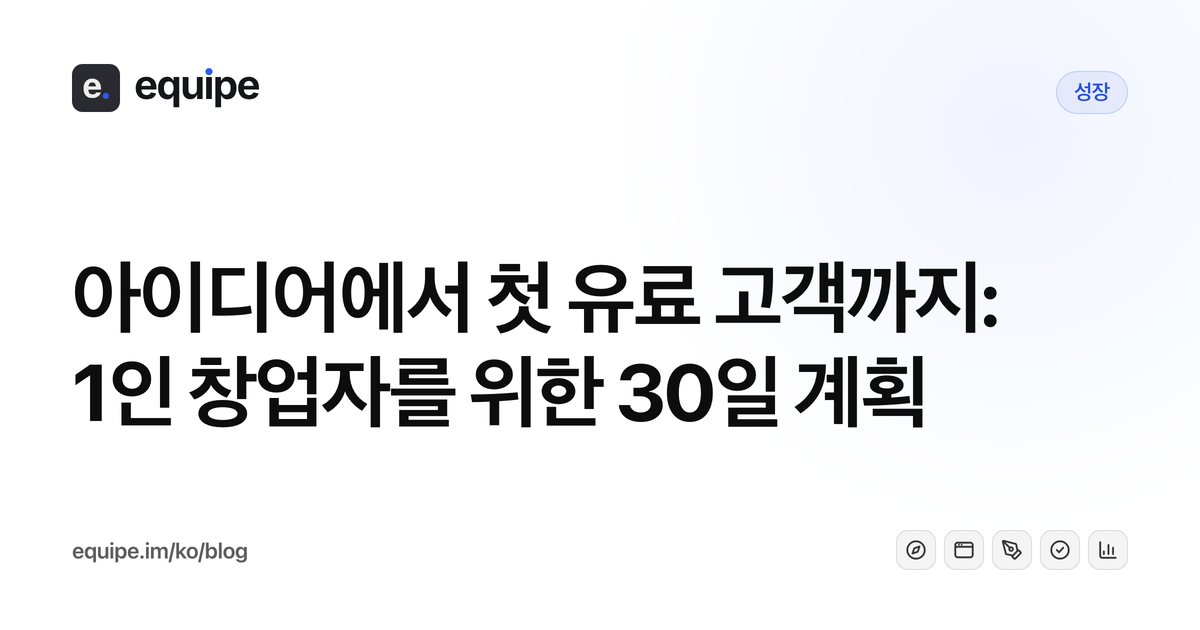 e.
equipe
성장
아이디어에서 첫 유료 고객까지:
1인 창업자를 위한 30일 계획
equipe.im/ko/blog